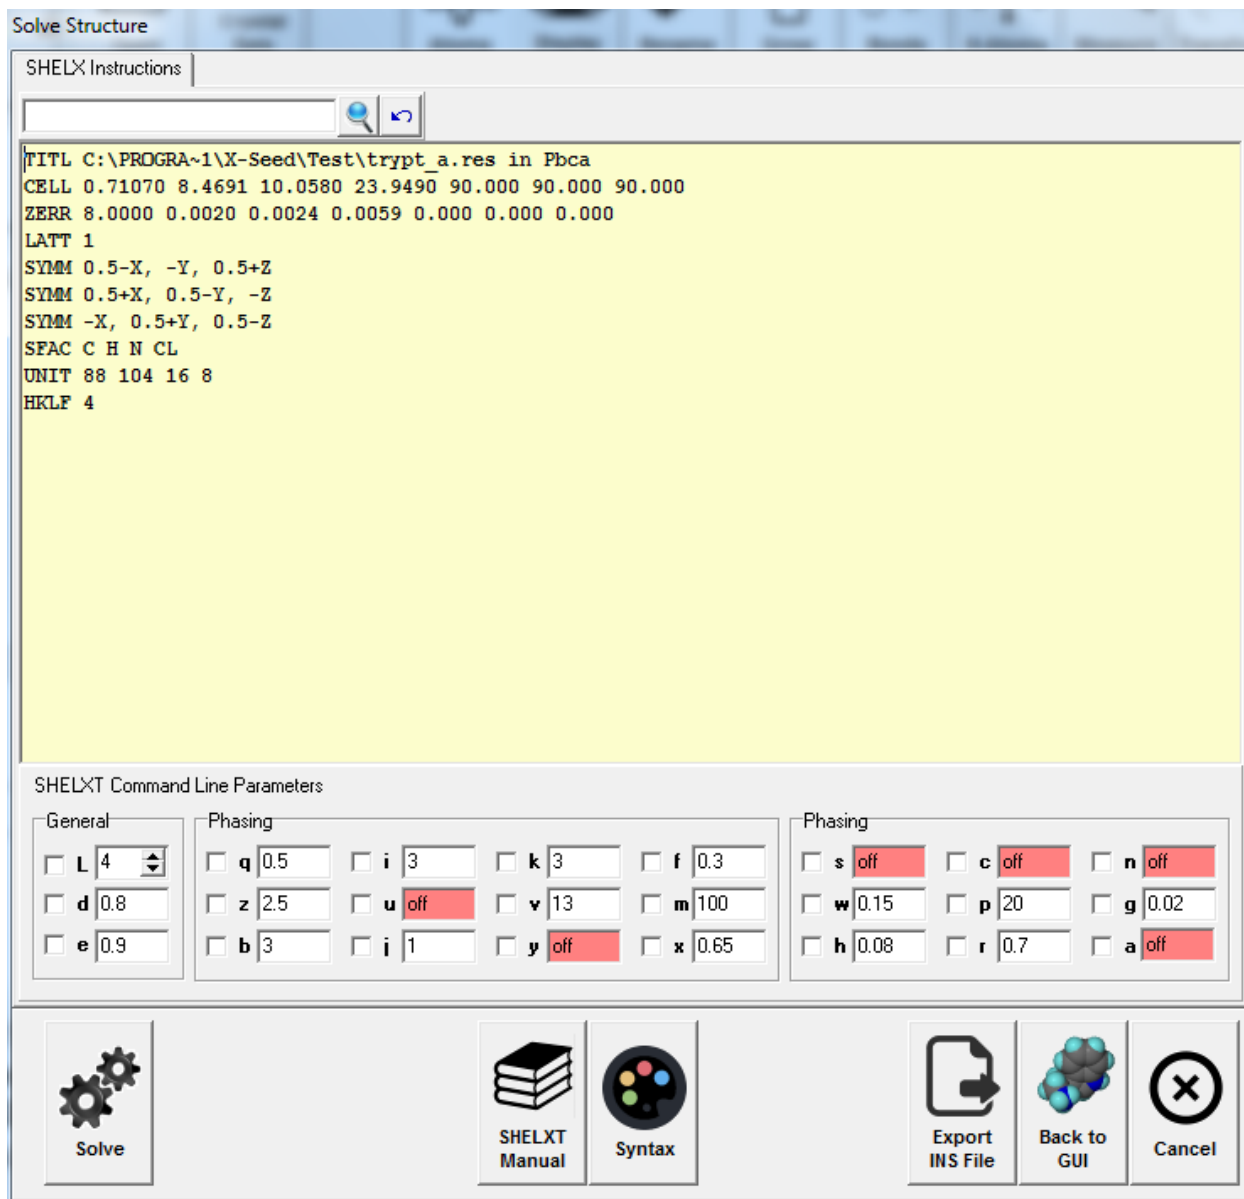 Solve Structure
SHELX Instructions
TITL C:\PROGRA~1\X-Seed\Test\trypt_a.res in Pbca
CELL 0.71070 8.4691 10.0580 23.9490 90.000 90.000 90.000
ZERR 8.0000 0.0020 0.0024 0.0059 0.000 0.000 0.000
LATT 1
SYMM 0.5-X, -Y, 0.5+Z
SYMM 0.5+X, 0.5-Y, -Z
SYMM -X, 0.5+Y, 0.5-Z
SFAC C H N CL
UNIT 88 104 16 8
HKLF 4
SHELXT Command Line Parameters
General Phasing Phasing
L 4 q 0.5 i 3 k 3 f 0.3 s off c off n off
d 0.8 z 2.5 u off v 13 m 100 w 0.15 p 20 g 0.02
e 0.9 b 3 j 1 y off x 0.65 h 0.08 r 0.7 a off
Solve
SHELXT
Manual
Syntax
Export
INS File
Back to
GUI
Cancel